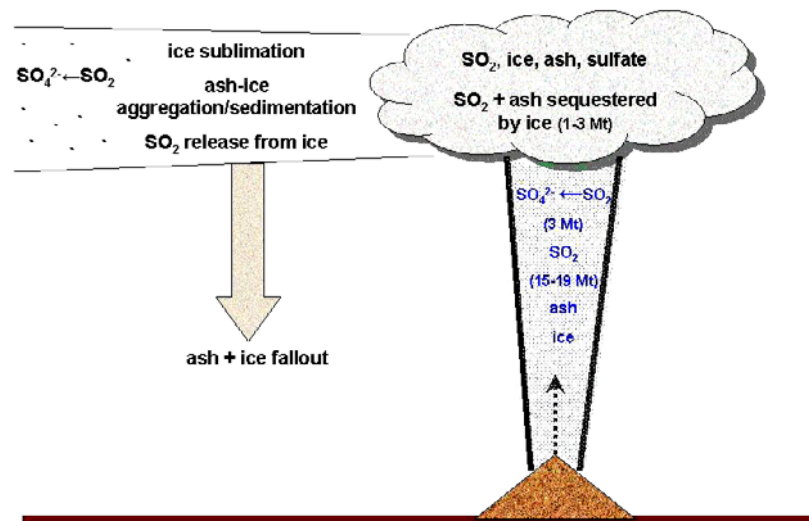 ice sublimation
SO₄²⁻←SO₂
ash-ice
aggregation/sedimentation
SO₂ release from ice
ash + ice fallout
SO₂, ice, ash, sulfate
SO₂ + ash sequestered
by ice (1-3 Mt)
SO₄²⁻ ←SO₂
(3 Mt)
SO₂
(15-19 Mt)
ash
ice